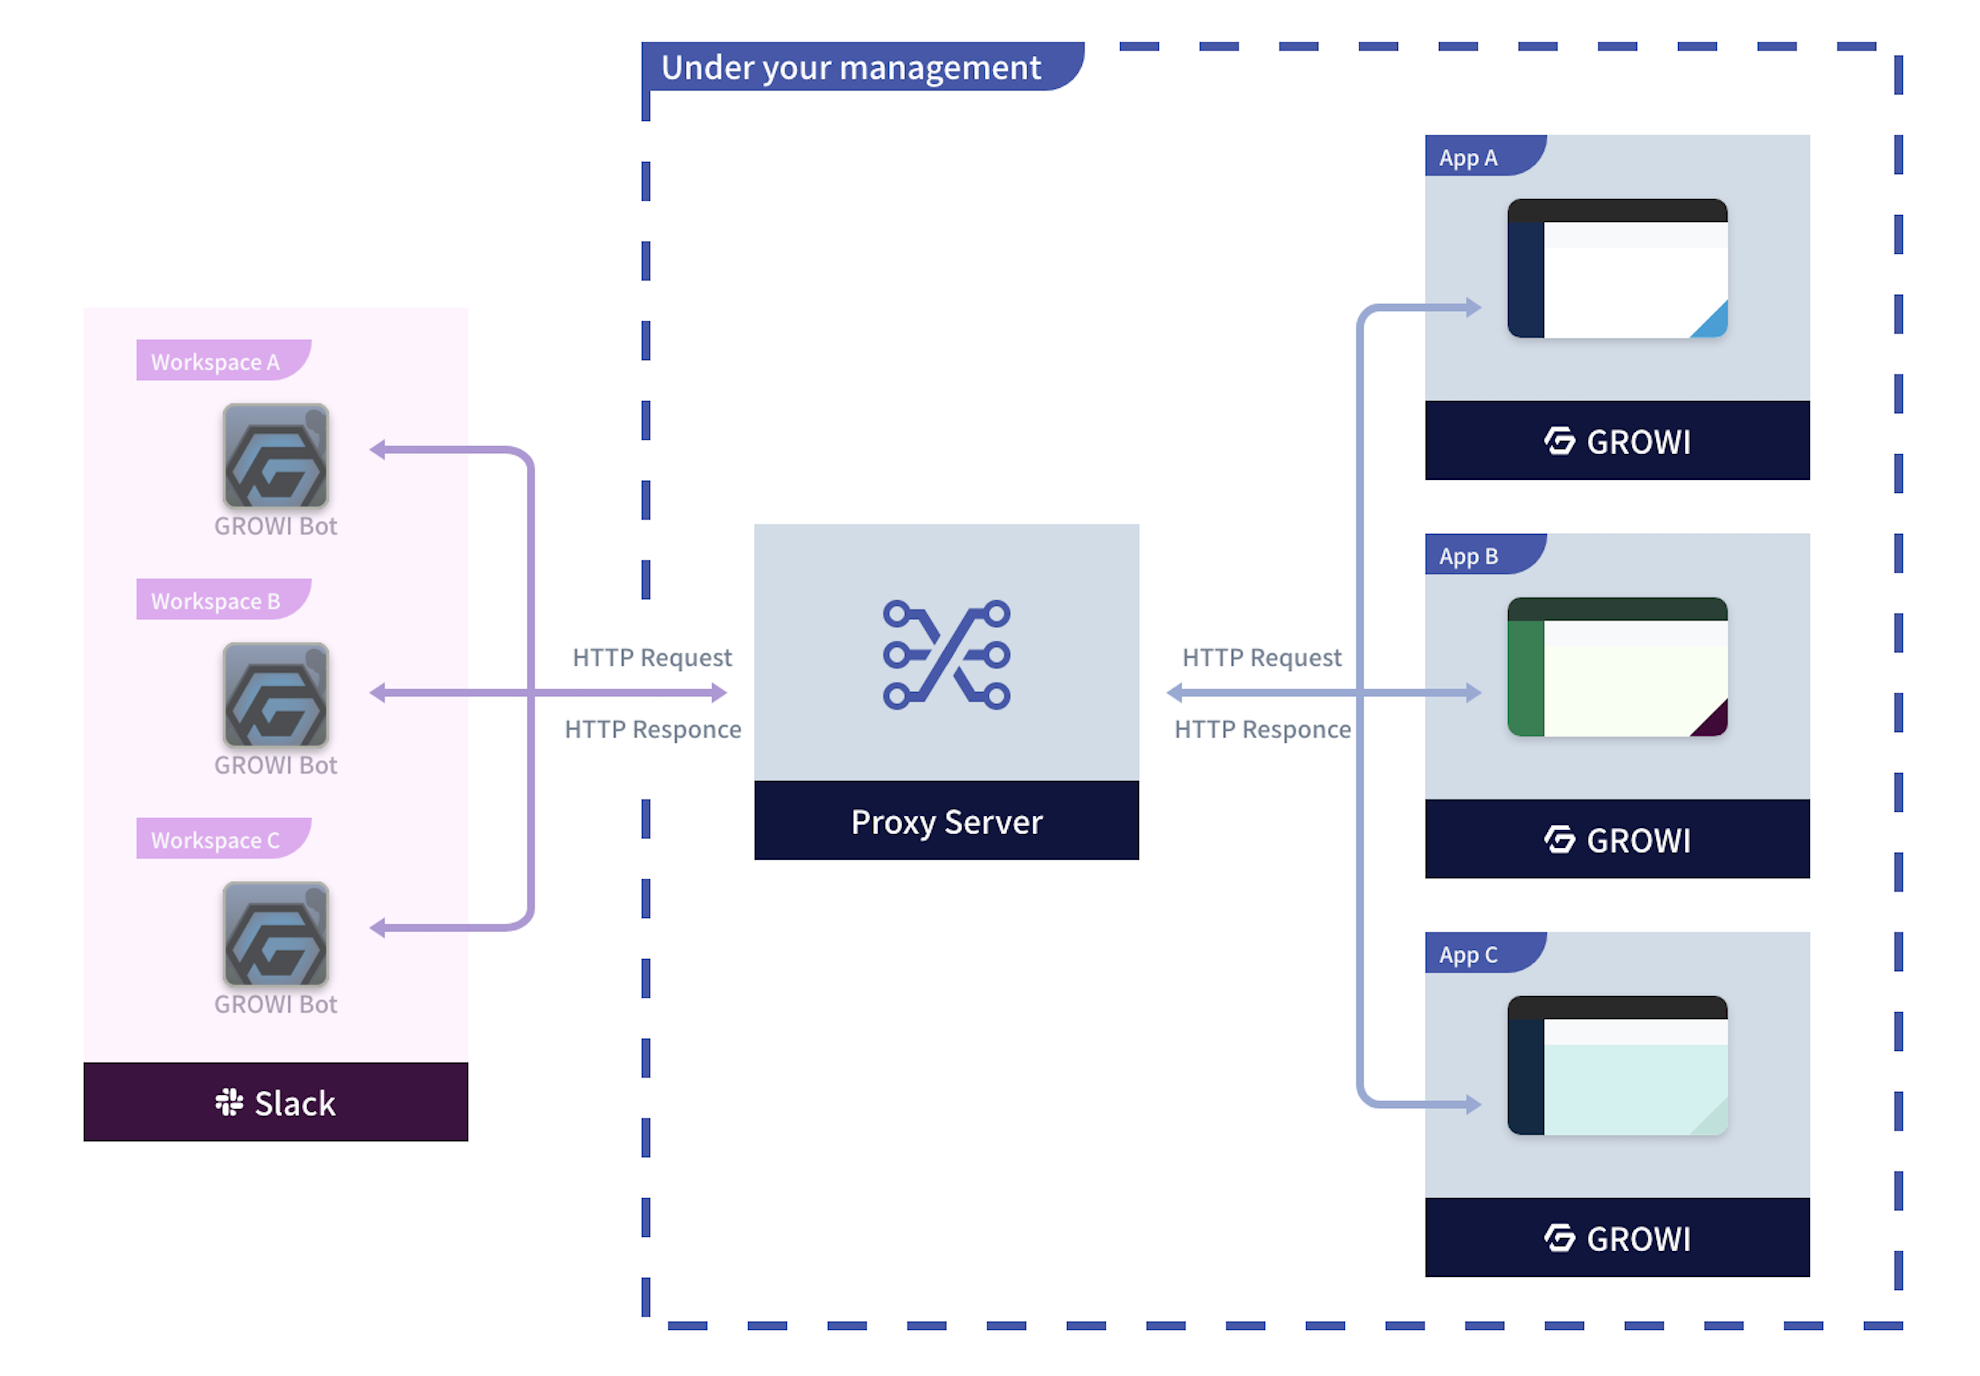 Under your management
Workspace A
GROWI Bot
Workspace B
GROWI Bot
Workspace C
GROWI Bot
Slack
HTTP Request
HTTP Responce
Proxy Server
HTTP Request
HTTP Responce
App A
GROWI
App B
GROWI
App C
GROWI